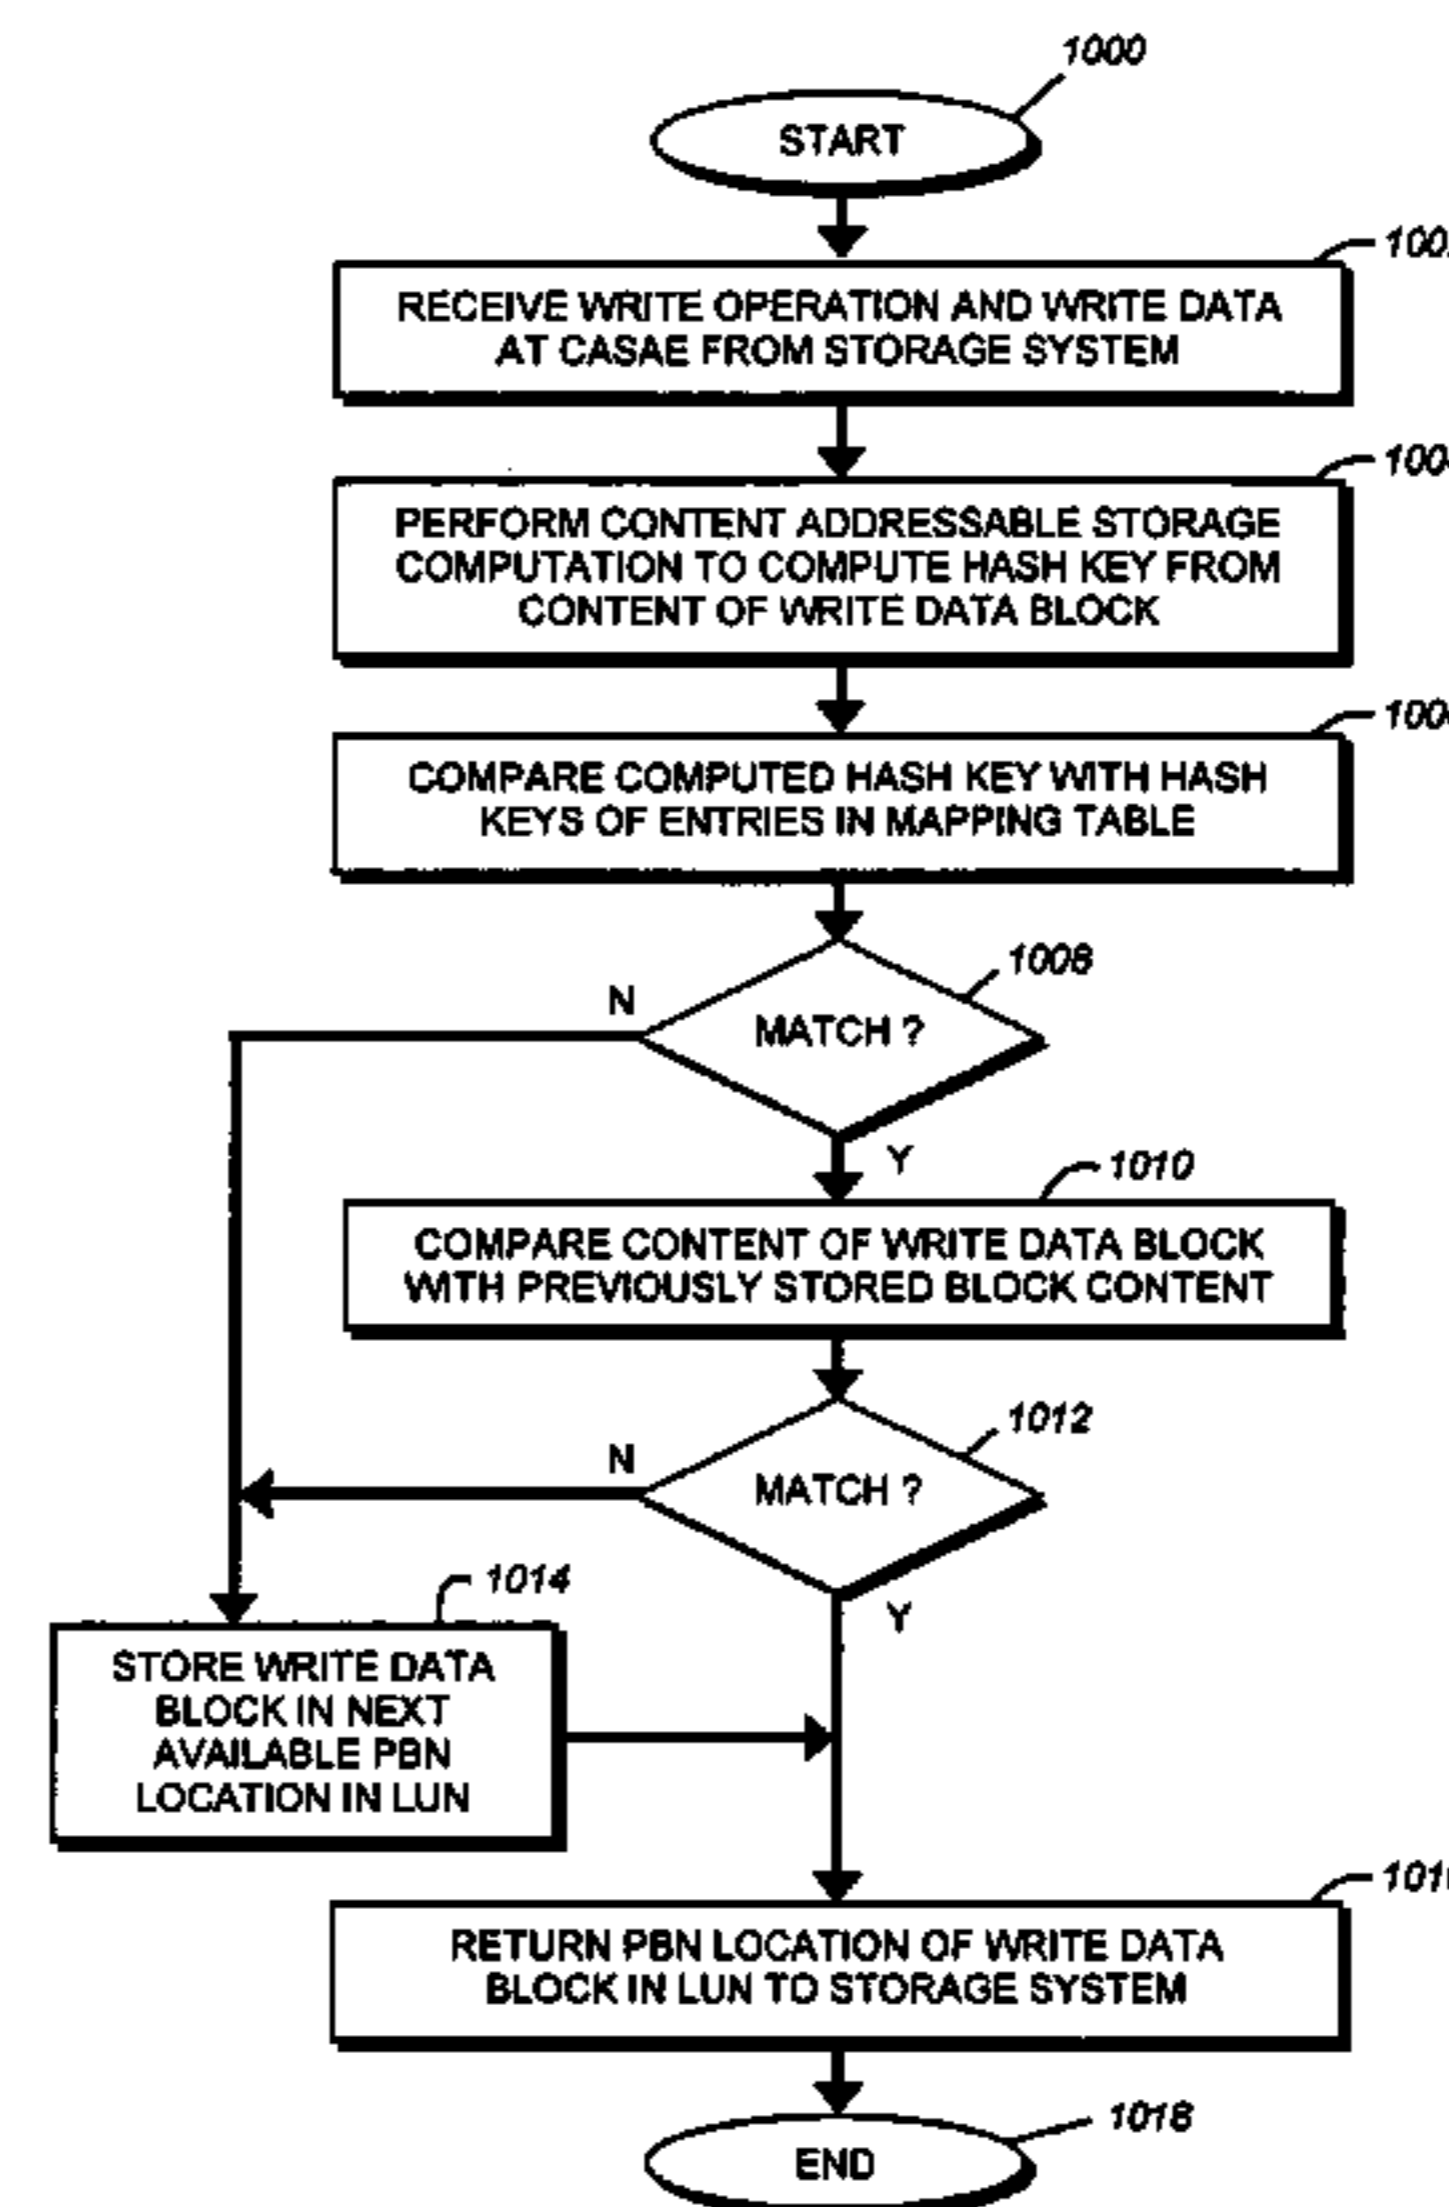 1000
START
RECEIVE WRITE OPERATION AND WRITE DATA
AT CASAE FROM STORAGE SYSTEM
PERFORM CONTENT ADDRESSABLE STORAGE
COMPUTATION TO COMPUTE HASH KEY FROM
CONTENT OF WRITE DATA BLOCK
COMPARE COMPUTED HASH KEY WITH HASH
KEYS OF ENTRIES IN MAPPING TABLE
1008
N
MATCH ?
Y
1010
COMPARE CONTENT OF WRITE DATA BLOCK
WITH PREVIOUSLY STORED BLOCK CONTENT
1012
N
MATCH ?
Y
1014
STORE WRITE DATA
BLOCK IN NEXT
AVAILABLE PBN
LOCATION IN LUN
RETURN PBN LOCATION OF WRITE DATA
BLOCK IN LUN TO STORAGE SYSTEM
1018
END